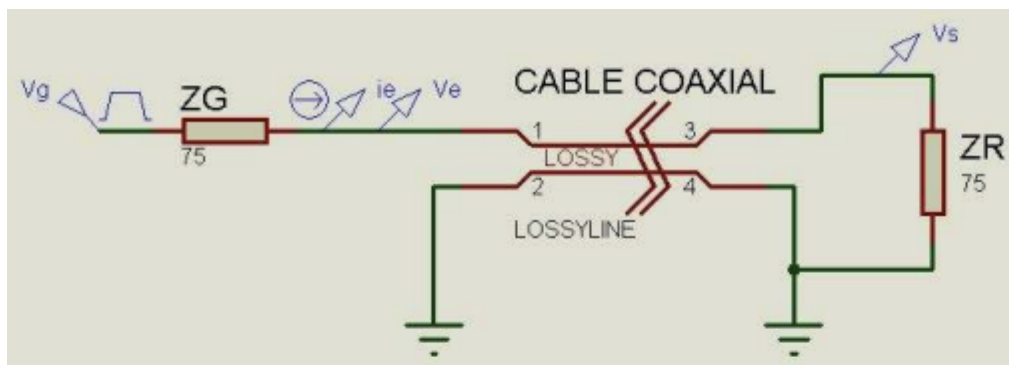 Vg
ZG
75
ie
Ve
CABLE COAXIAL
1
3
LOSSY
2
4
LOSSYLINE
Vs
ZR
75